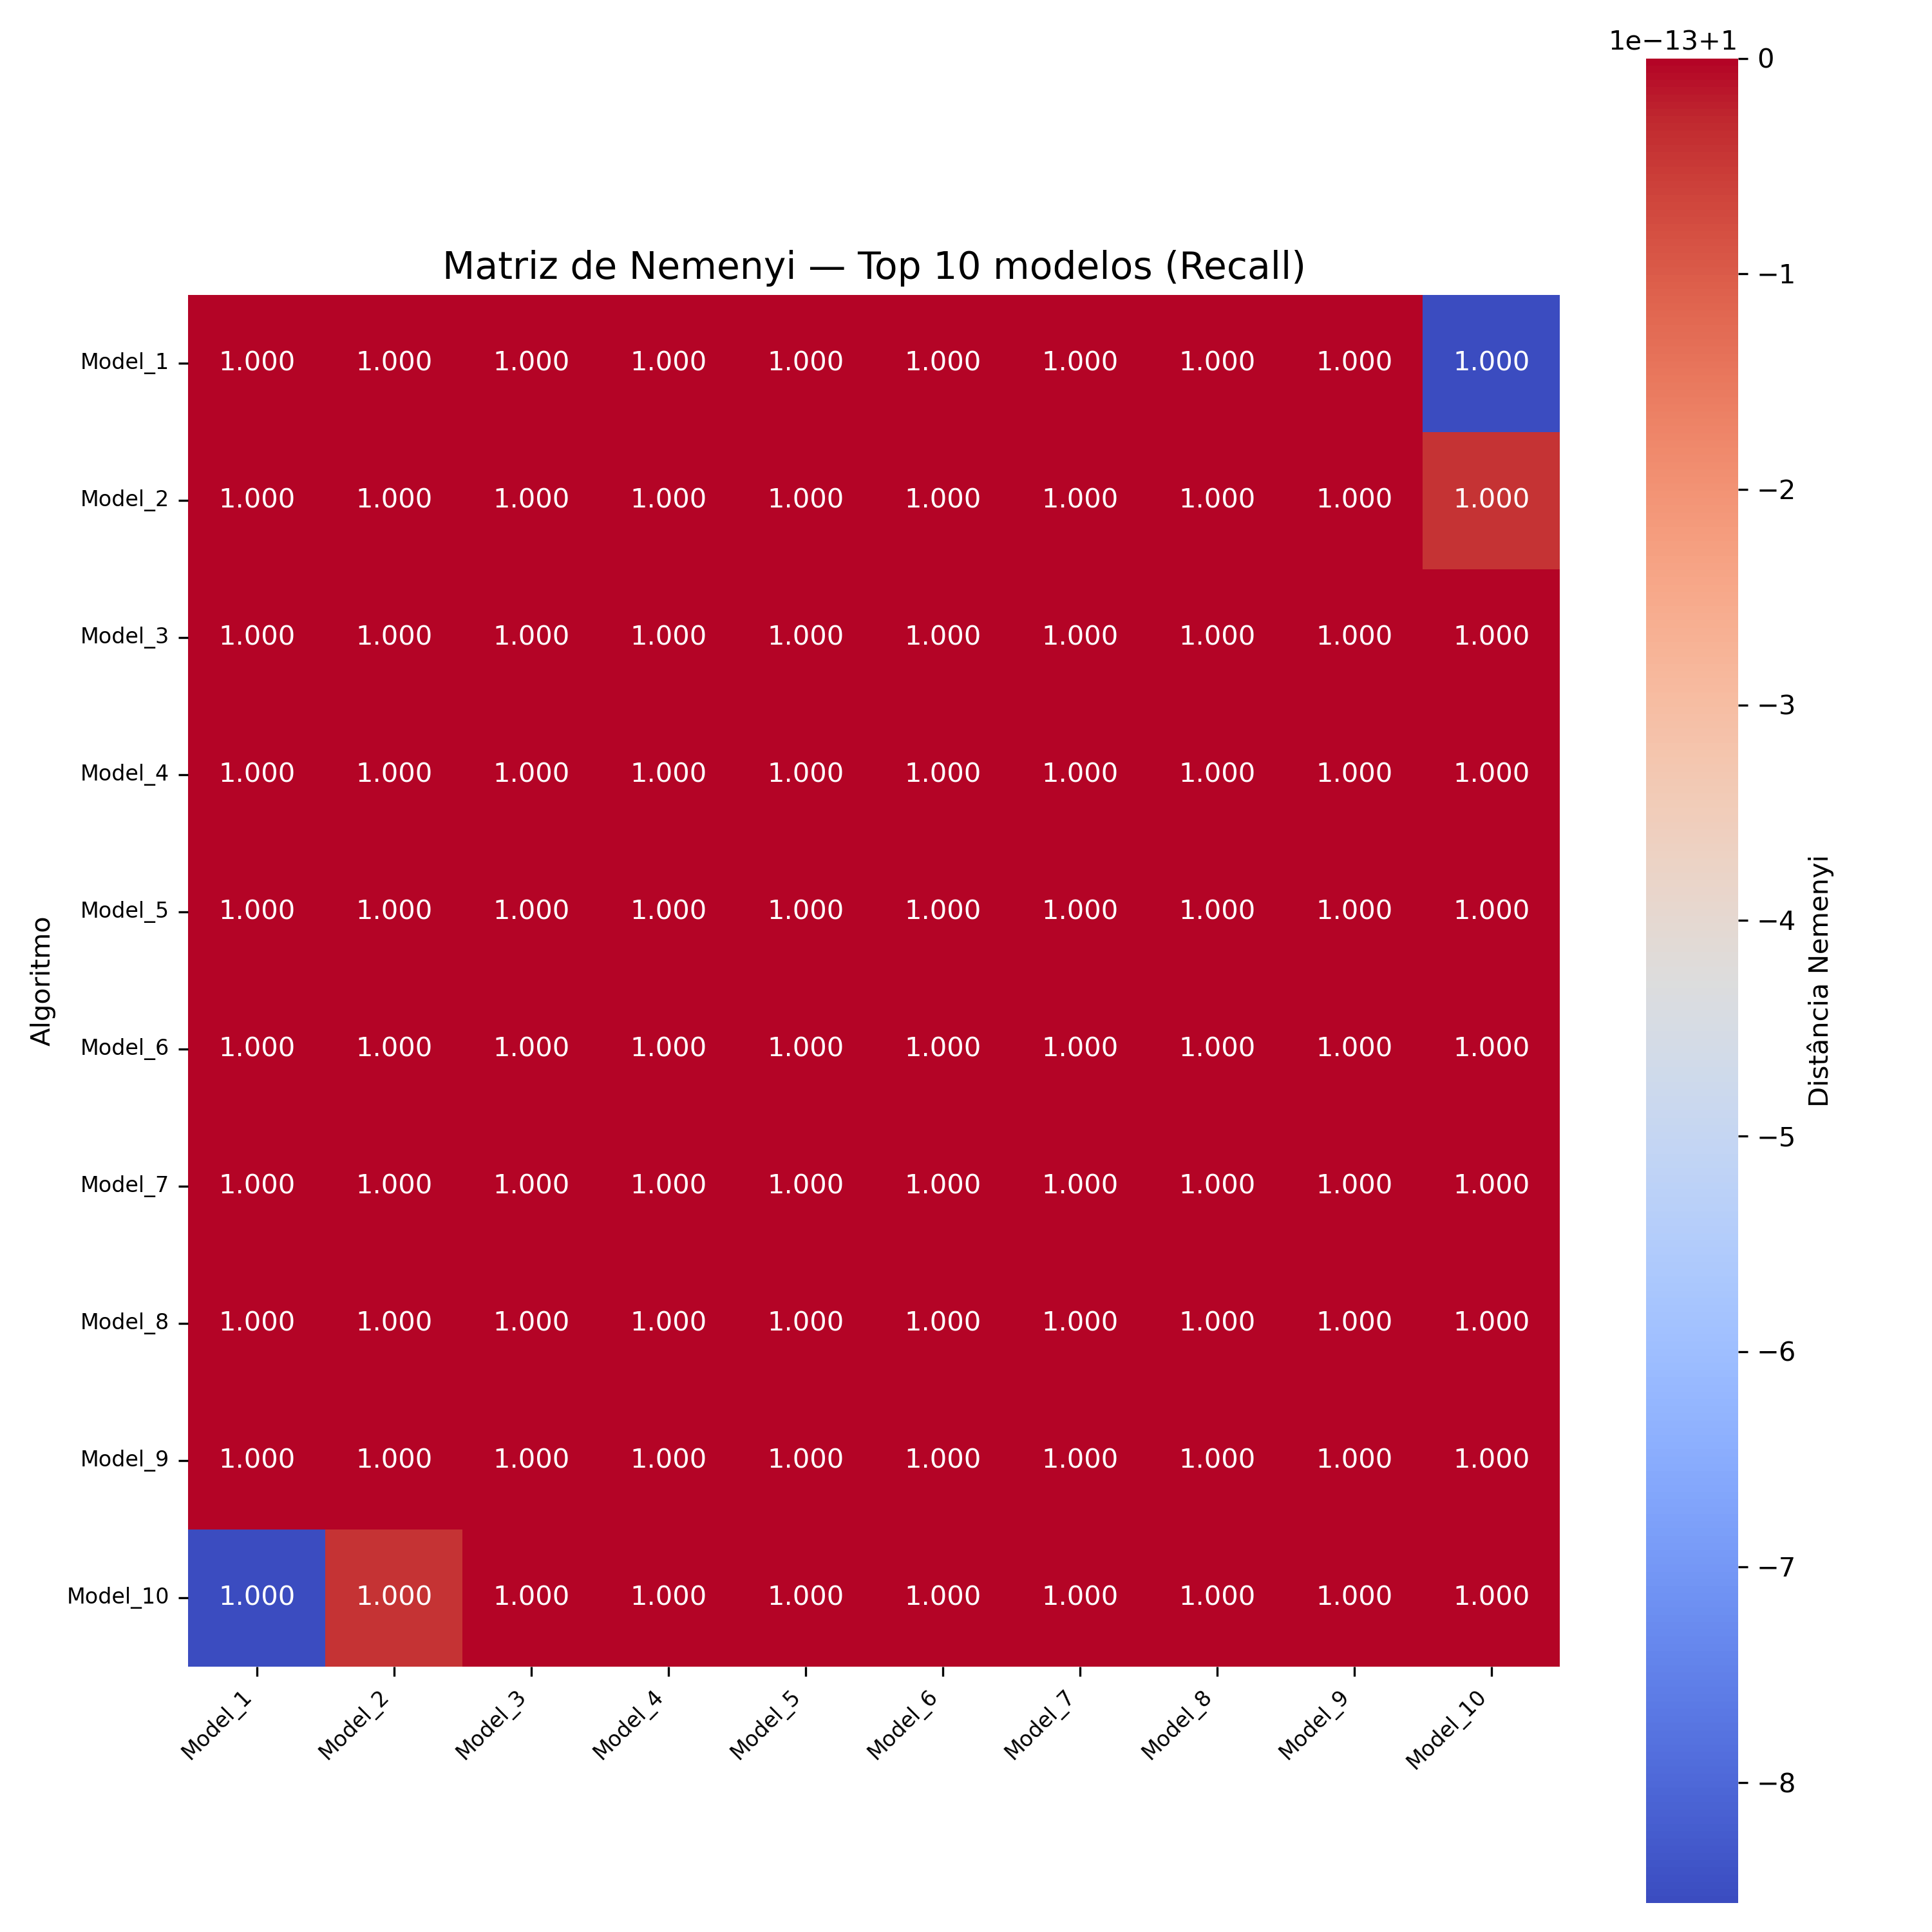 1e−13+1
Matriz de Nemenyi — Top 10 modelos (Recall)
Algoritmo
Model_1 1.000 1.000 1.000 1.000 1.000 1.000 1.000 1.000 1.000 1.000
Model_2 1.000 1.000 1.000 1.000 1.000 1.000 1.000 1.000 1.000 1.000
Model_3 1.000 1.000 1.000 1.000 1.000 1.000 1.000 1.000 1.000 1.000
Model_4 1.000 1.000 1.000 1.000 1.000 1.000 1.000 1.000 1.000 1.000
Model_5 1.000 1.000 1.000 1.000 1.000 1.000 1.000 1.000 1.000 1.000
Model_6 1.000 1.000 1.000 1.000 1.000 1.000 1.000 1.000 1.000 1.000
Model_7 1.000 1.000 1.000 1.000 1.000 1.000 1.000 1.000 1.000 1.000
Model_8 1.000 1.000 1.000 1.000 1.000 1.000 1.000 1.000 1.000 1.000
Model_9 1.000 1.000 1.000 1.000 1.000 1.000 1.000 1.000 1.000 1.000
Model_10 1.000 1.000 1.000 1.000 1.000 1.000 1.000 1.000 1.000 1.000
Model_1 Model_2 Model_3 Model_4 Model_5 Model_6 Model_7 Model_8 Model_9 Model_10
0
−1
−2
−3
−4
−5
−6
−7
−8
Distância Nemenyi